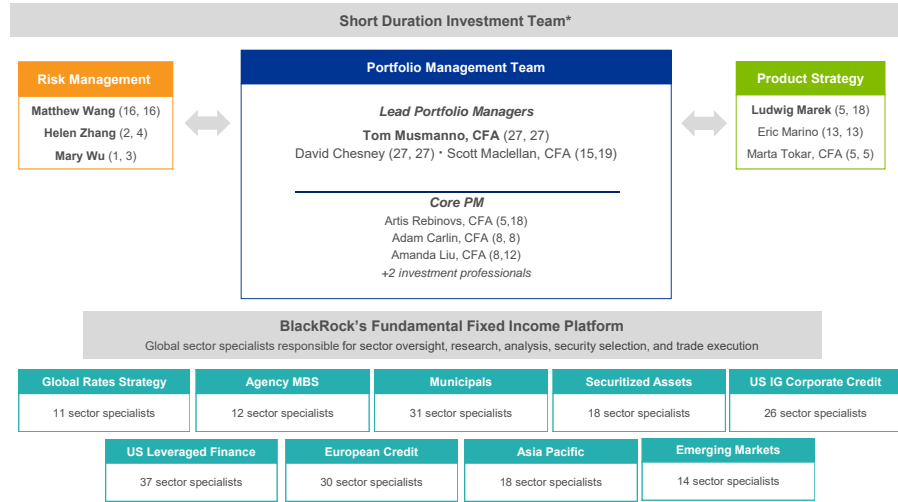 Short Duration Investment Team*
Risk Management
Matthew Wang (16, 16)
Helen Zhang (2, 4)
Mary Wu (1, 3)
Portfolio Management Team
Lead Portfolio Managers
Tom Musmanno, CFA (27, 27)
David Chesney (27, 27) • Scott Maclellan, CFA (15,19)
Core PM
Artis Rebinovs, CFA (5,18)
Adam Carlin, CFA (8, 8)
Amanda Liu, CFA (8,12)
+2 investment professionals
Product Strategy
Ludwig Marek (5, 18)
Eric Marino (13, 13)
Marta Tokar, CFA (5, 5)
BlackRock's Fundamental Fixed Income Platform
Global sector specialists responsible for sector oversight, research, analysis, security selection, and trade execution
Global Rates Strategy
11 sector specialists
Agency MBS
12 sector specialists
Municipals
31 sector specialists
Securitized Assets
18 sector specialists
US IG Corporate Credit
26 sector specialists
US Leveraged Finance
37 sector specialists
European Credit
30 sector specialists
Asia Pacific
18 sector specialists
Emerging Markets
14 sector specialists